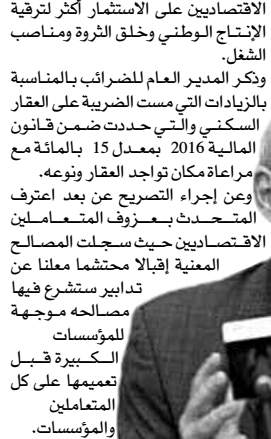 الاقتصاديين على الاستثمار أكثر لترقية
الإنتاج الوطني وخلق الثروة ومناصب
الشغل.
وذكر المدير العام للضرائب بالمناسبة
بالزيادات التي مست الضريبة على العقار
السكني والتي حددت ضمن قانون
المالية 2016 بمعدل 15 بالمائة مع
مراعاة مكان تواجد العقار ونوعه.
وعن إجراء التصريح عن بعد اعترف
المتحدث بعزوف المتعاملين
الاقتصاديين حيث سجلت المصالح
المعنية إقبالا محتشما معلنا عن
تدابير ستشرع فيها
مصالحه موجهة
للمؤسسات
الكبيرة قبل
تعميمها على كل
المتعاملين
والمؤسسات.